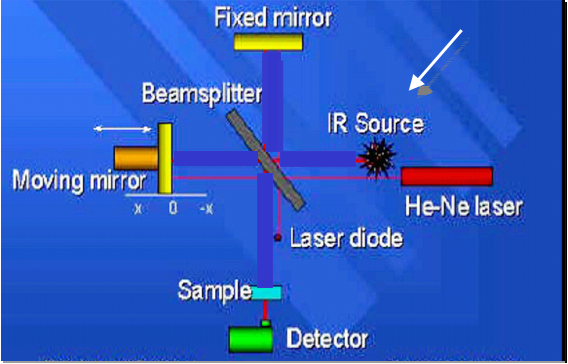 Fixed mirror
Beamsplitter
IR Source
Moving mirror
x 0 -x
He-Ne laser
Laser diode
Sample
Detector